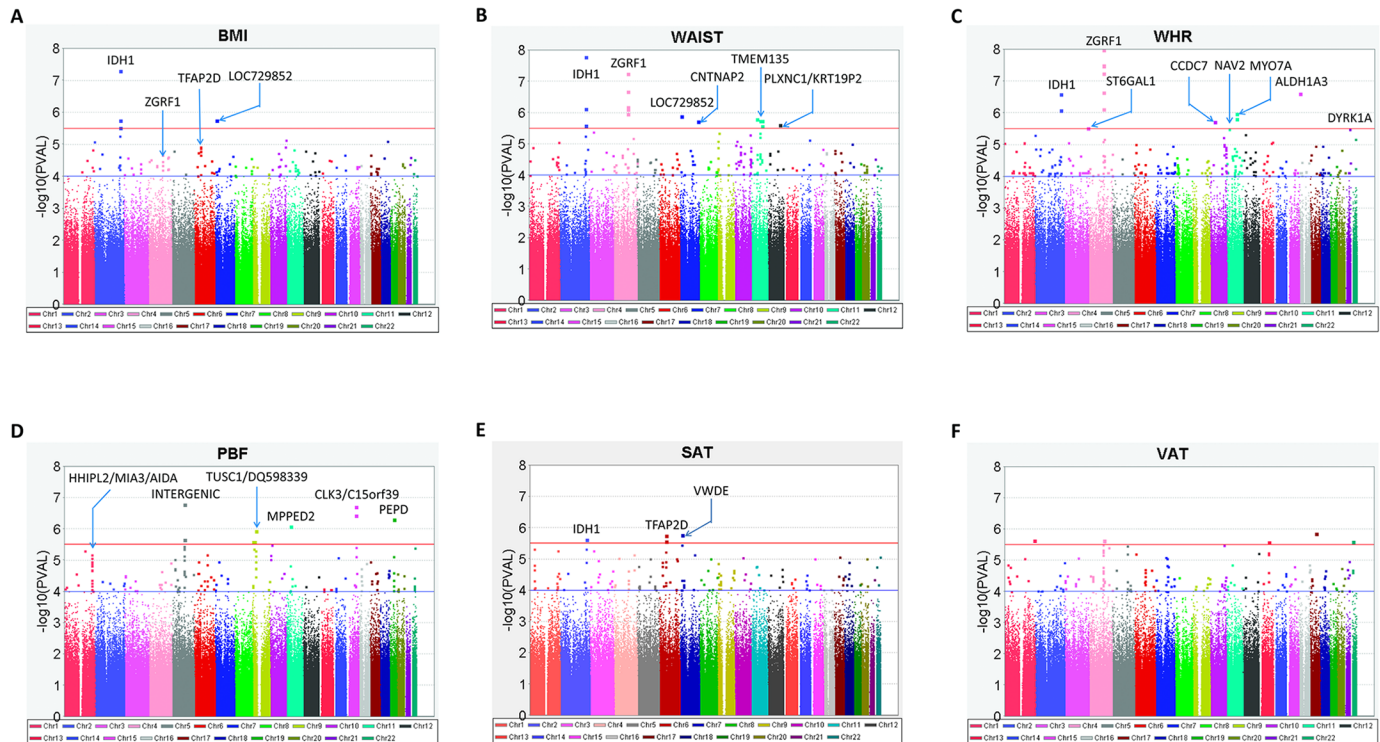 A
BMI
8
7
6
5
4
3
2
1
0
-log10(PVAL)
IDH1
ZGRF1
TFAP2D
LOC729852
Chr1 Chr2 Chr3 Chr4 Chr5 Chr6 Chr7 Chr8 Chr9 Chr10 Chr11 Chr12
Chr13 Chr14 Chr15 Chr16 Chr17 Chr18 Chr19 Chr20 Chr21 Chr22
B
WAIST
8
7
6
5
4
3
2
1
0
-log10(PVAL)
IDH1
ZGRF1
LOC729852
CNTNAP2
TMEM135
PLXNC1/KRT19P2
Chr1 Chr2 Chr3 Chr4 Chr5 Chr6 Chr7 Chr8 Chr9 Chr10 Chr11 Chr12
Chr13 Chr14 Chr15 Chr16 Chr17 Chr18 Chr19 Chr20 Chr21 Chr22
C
WHR
8
7
6
5
4
3
2
1
0
-log10(PVAL)
ZGRF1
IDH1
ST6GAL1
CCDC7
NAV2
MYO7A
ALDH1A3
DYRK1A
Chr1 Chr2 Chr3 Chr4 Chr5 Chr6 Chr7 Chr8 Chr9 Chr10 Chr11 Chr12
Chr13 Chr14 Chr15 Chr16 Chr17 Chr18 Chr19 Chr20 Chr21 Chr22
D
PBF
8
7
6
5
4
3
2
1
0
-log10(PVAL)
HHIPL2/MIA3/AIDA
INTERGENIC
TUSC1/DQ598339
MPPED2
CLK3/C15orf39
PEPD
Chr1 Chr2 Chr3 Chr4 Chr5 Chr6 Chr7 Chr8 Chr9 Chr10 Chr11 Chr12
Chr13 Chr14 Chr15 Chr16 Chr17 Chr18 Chr19 Chr20 Chr21 Chr22
E
SAT
8
7
6
5
4
3
2
1
0
-log10(PVAL)
IDH1
TFAP2D
VWDE
Chr1 Chr2 Chr3 Chr4 Chr5 Chr6 Chr7 Chr8 Chr9 Chr10 Chr11 Chr12
Chr13 Chr14 Chr15 Chr16 Chr17 Chr18 Chr19 Chr20 Chr21 Chr22
F
VAT
8
7
6
5
4
3
2
1
0
-log10(PVAL)
Chr1 Chr2 Chr3 Chr4 Chr5 Chr6 Chr7 Chr8 Chr9 Chr10 Chr11 Chr12
Chr13 Chr14 Chr15 Chr16 Chr17 Chr18 Chr19 Chr20 Chr21 Chr22